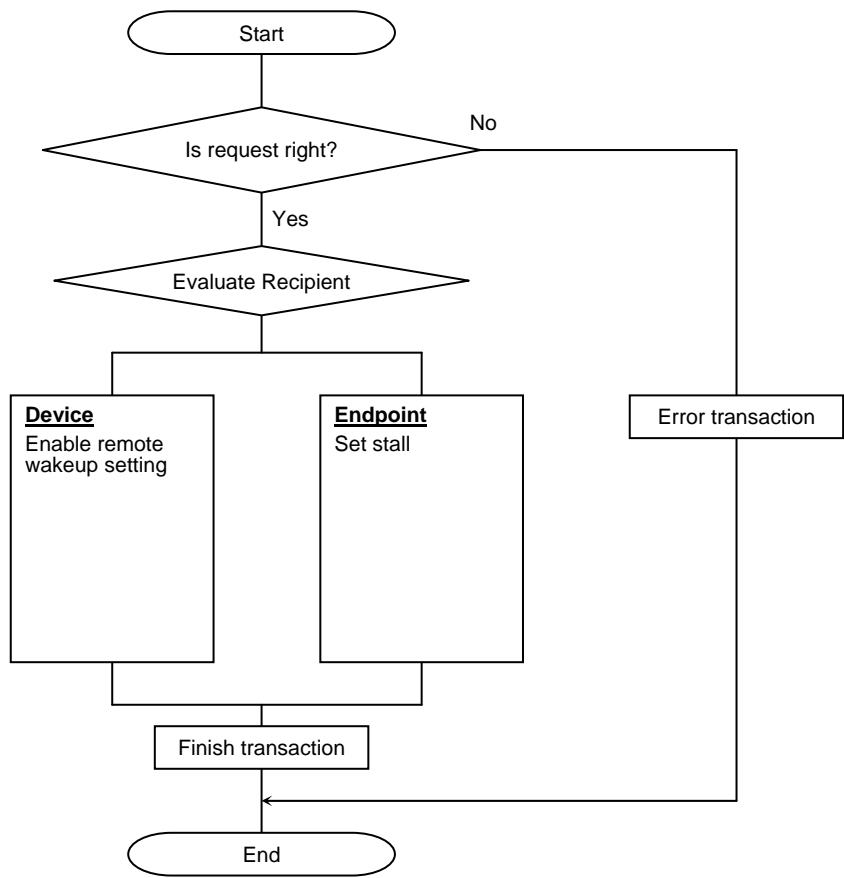 Start
Is request right?
No
Yes
Evaluate Recipient
Device
Enable remote
wakeup setting
Endpoint
Set stall
Error transaction
Finish transaction
End